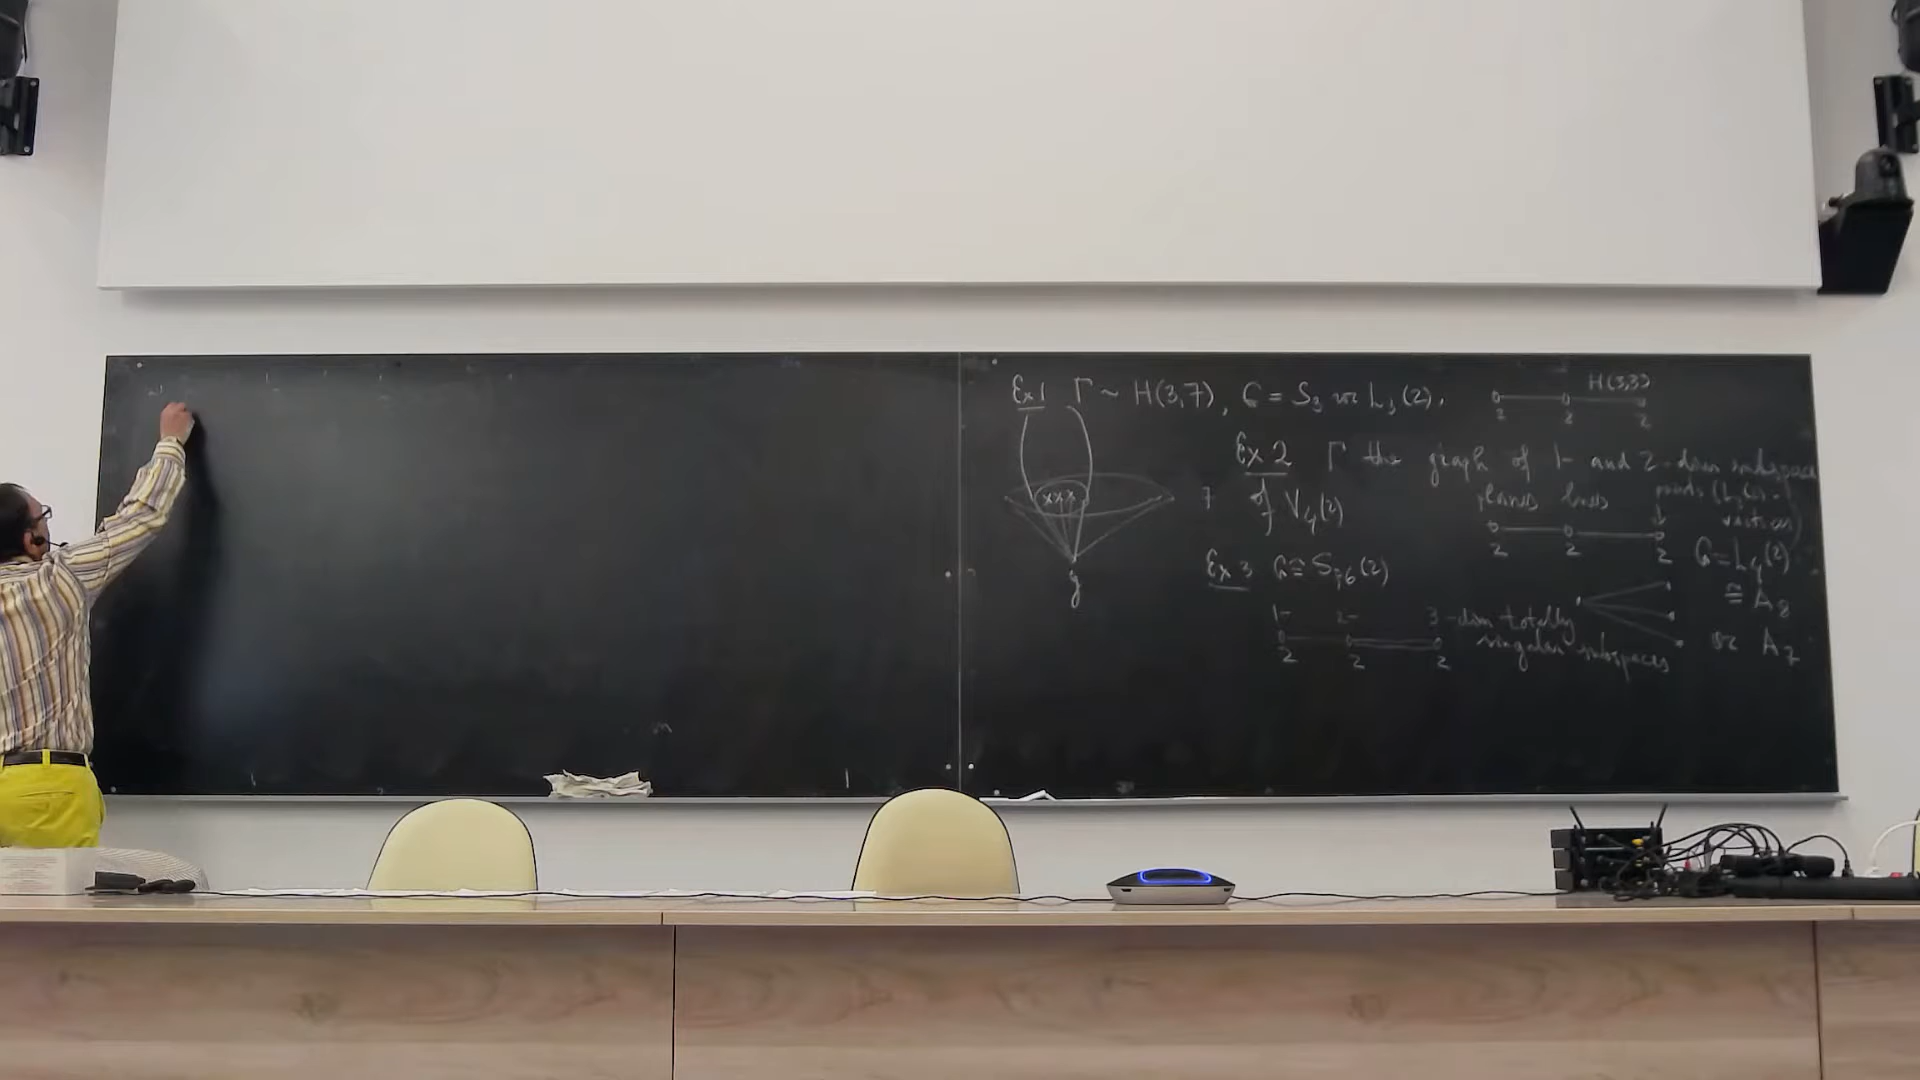 Ex 1 Γ ~ H(3,7), G = S₃ wr L₃(2).
H(3,3)
2 2 2
Ex 2 Γ the graph of 1- and 2-dim subspaces
of V₄(2)
7
planes lines points (L₃(2)-
2 2 2
G = L₄(2)
≅ A₈
or A₇
Ex 3 G ≅ Sp₆(2)
1- 2- 3-dim totally
singular subspaces
2 2 2
x x x
y